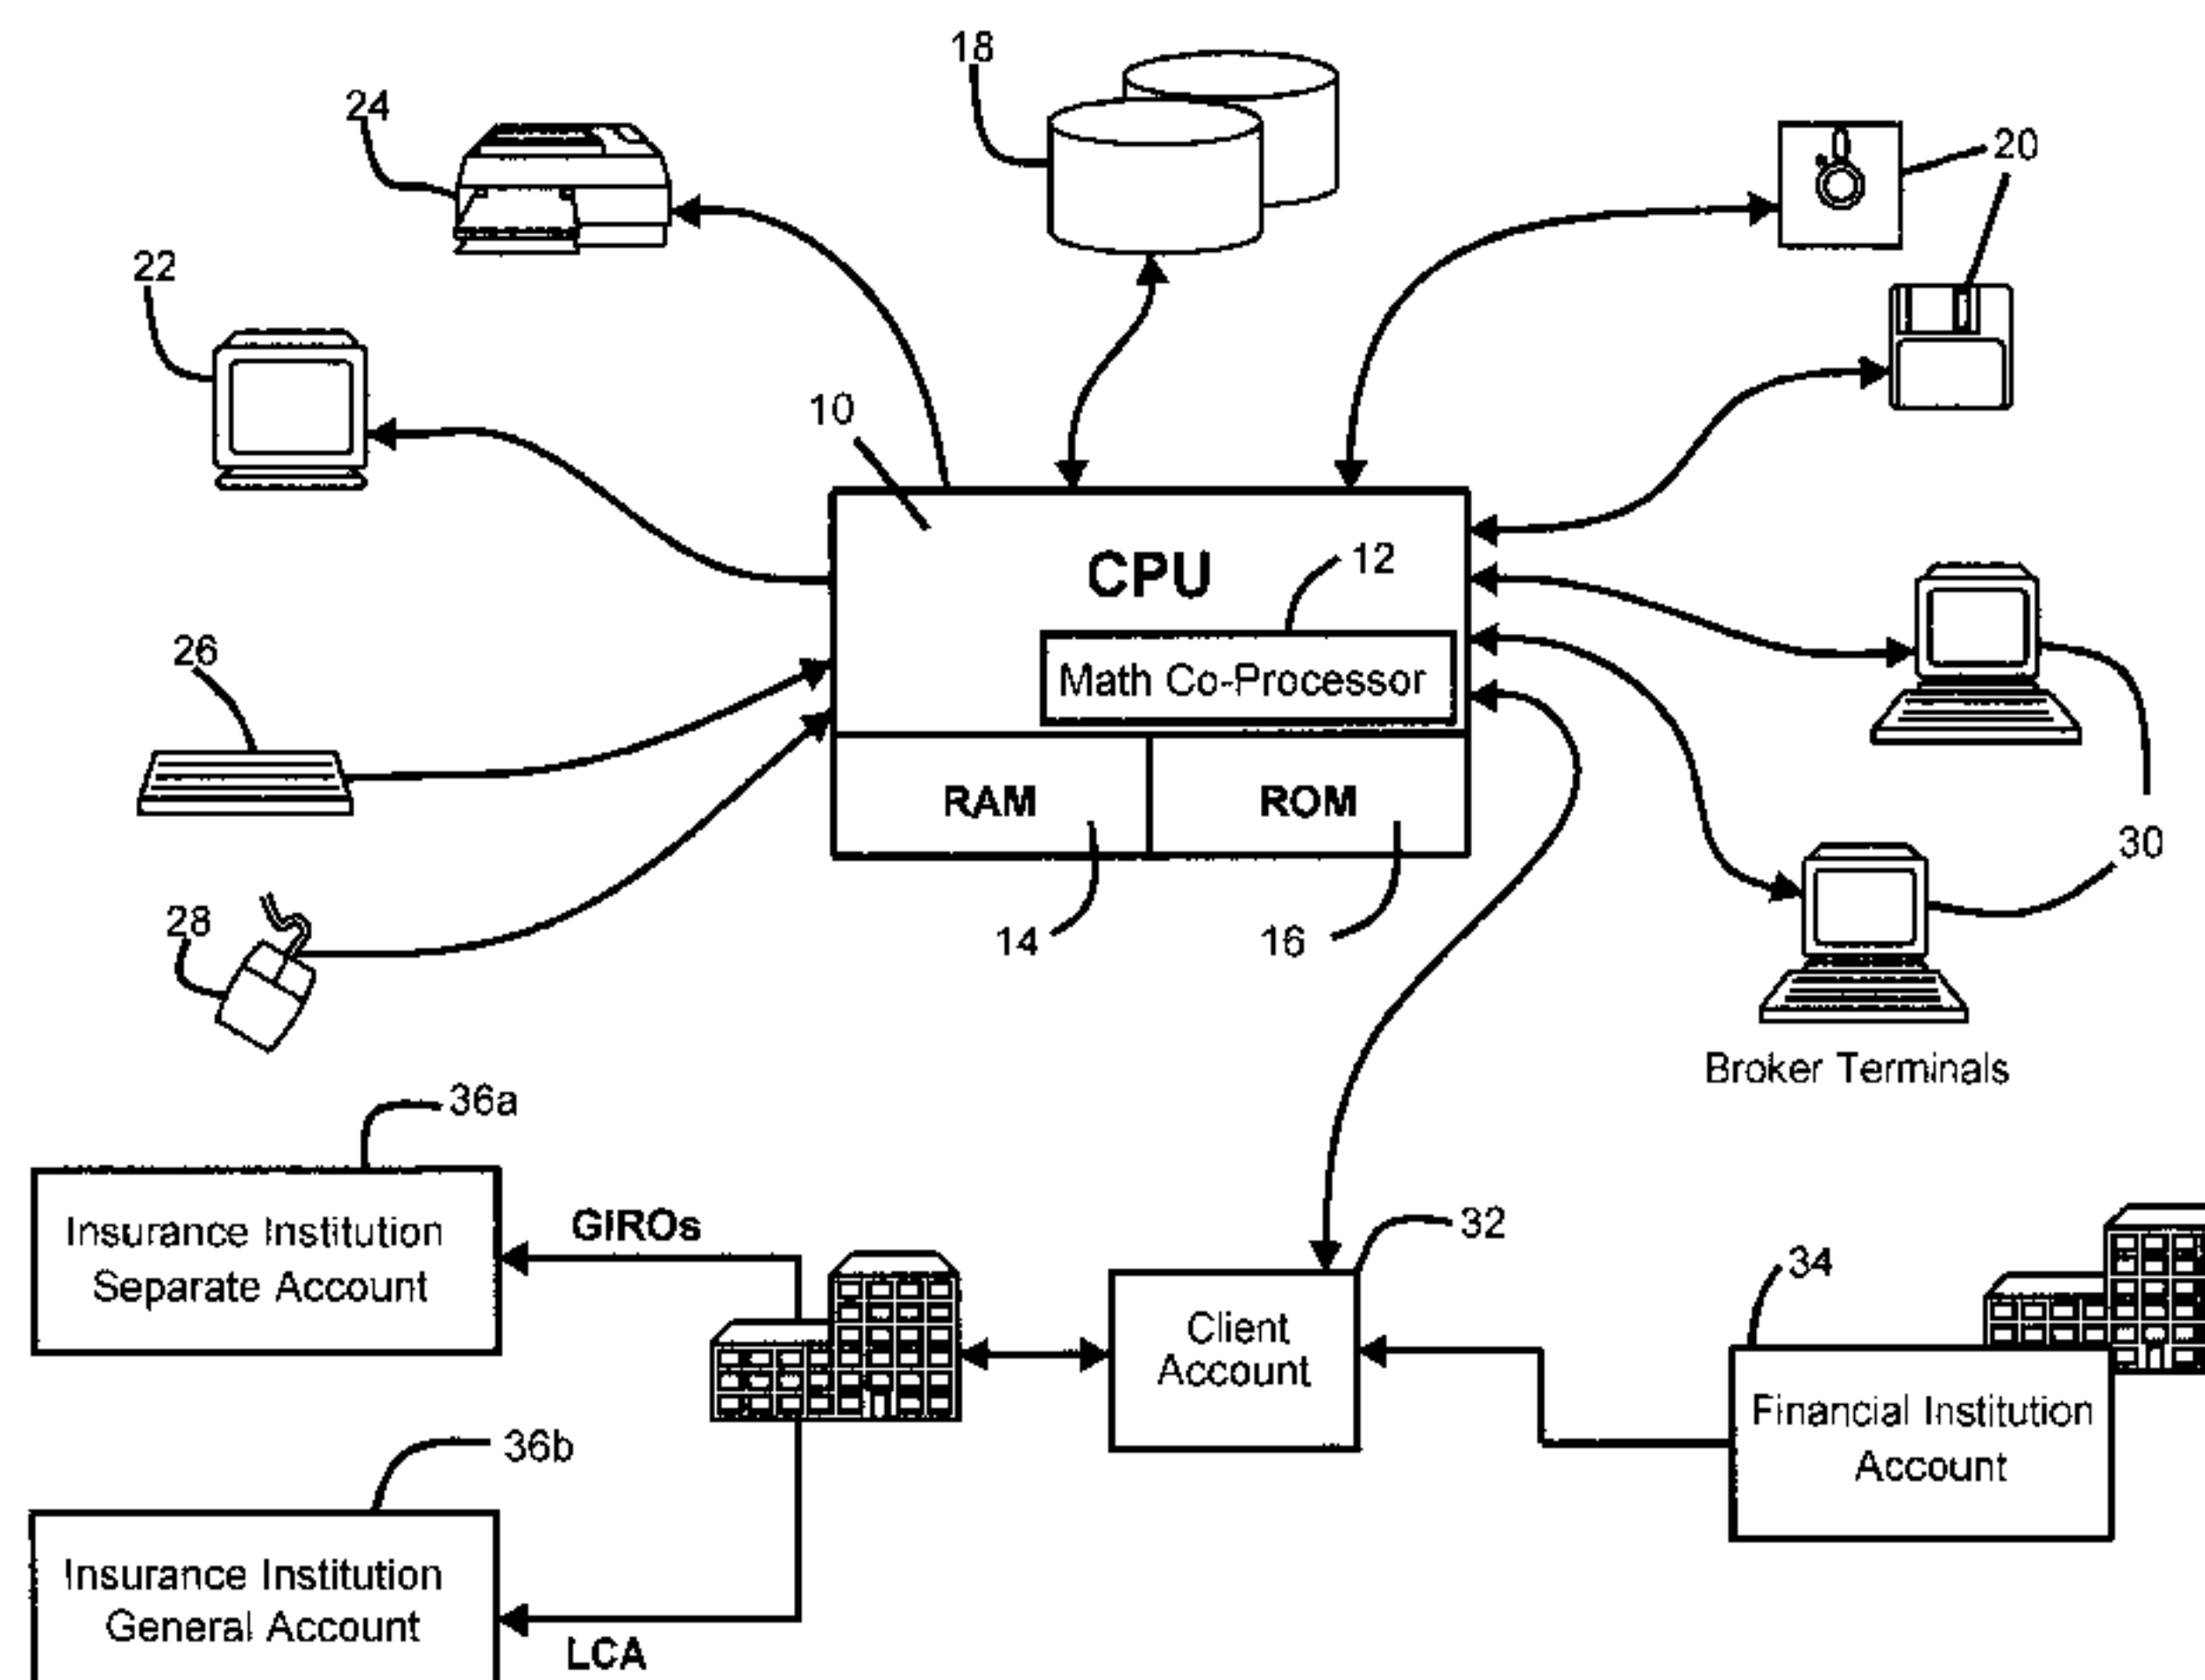 18
24
20
22
10
CPU
12
Math Co-Processor
26
RAM
ROM
30
28
14
16
Broker Terminals
36a
Insurance Institution
Separate Account
GIROs
32
34
Client
Account
Financial Institution
Account
36b
Insurance Institution
General Account
LCA